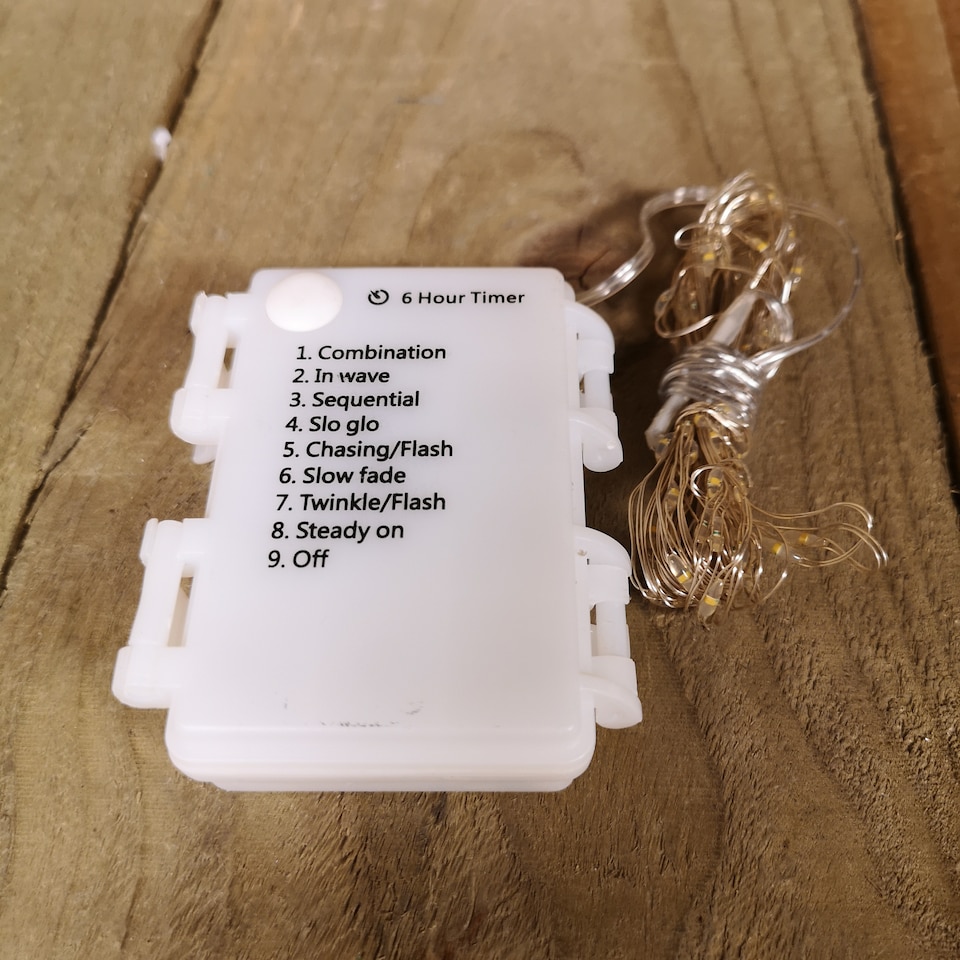 6 Hour Timer
1. Combination
2. In wave
3. Sequential
4. Slo glo
5. Chasing/Flash
6. Slow fade
7. Twinkle/Flash
8. Steady on
9. Off